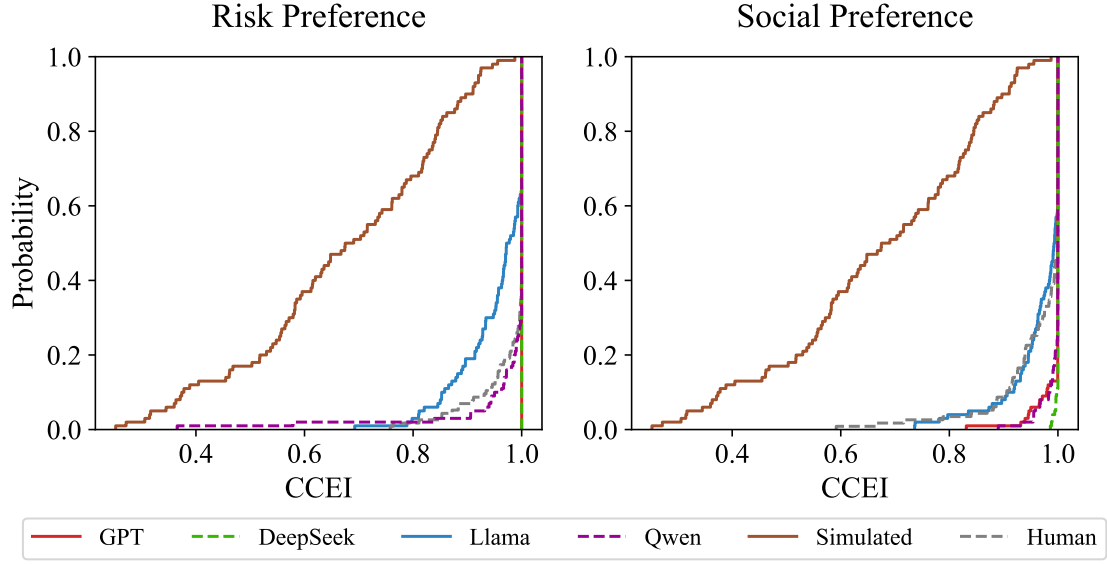 Risk Preference
Social Preference
Probability
1.0
0.8
0.6
0.4
0.2
0.0
0.4
0.6
0.8
1.0
CCEI
1.0
0.8
0.6
0.4
0.2
0.0
0.4
0.6
0.8
1.0
CCEI
GPT
DeepSeek
Llama
Qwen
Simulated
Human